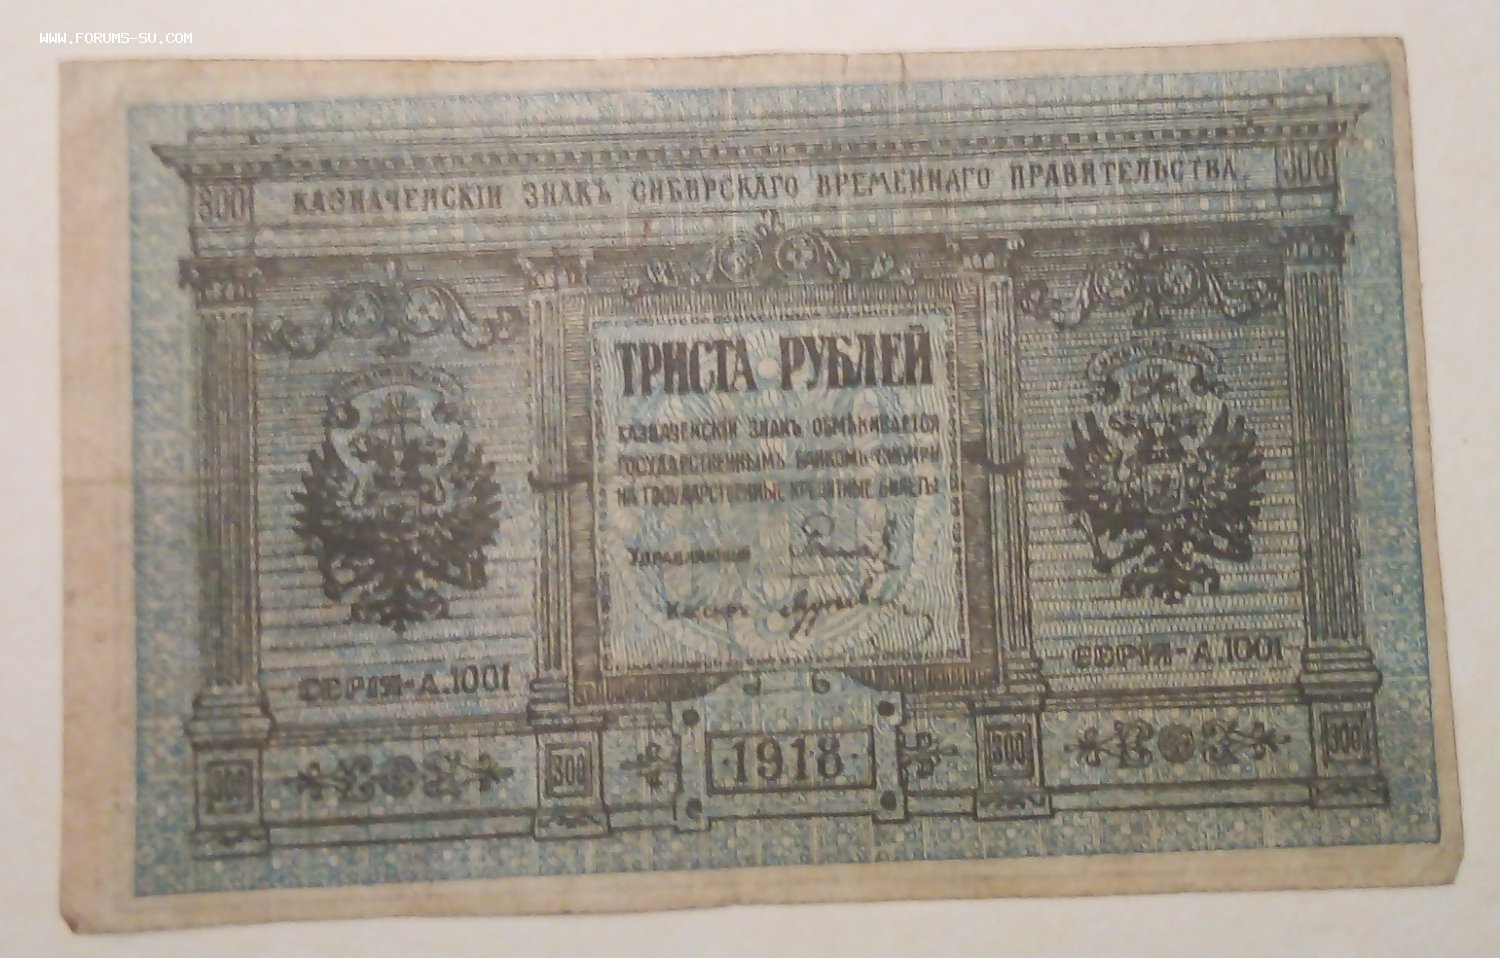 WWW.FORUMS-SU.COM
300 КАЗНАЧЕЙСКІЙ ЗНАКЪ СИБИРСКАГО ВРЕМЕННАГО ПРАВИТЕЛЬСТВА. 300
ТРИСТА РУБЛЕЙ
КАЗНАЧЕЙСКІЙ ЗНАКЪ ОБМѢНИВАЕТСЯ
ГОСУДАРСТВЕННЫМЪ БАНКОМЪ СИБИРИ
НА ГОСУДАРСТВЕННЫЕ КРЕДИТНЫЕ БИЛЕТЫ
Управляющій
Кассиръ
СЕРІЯ-А.1001
СЕРІЯ-А.1001
300 300 1918 300 300